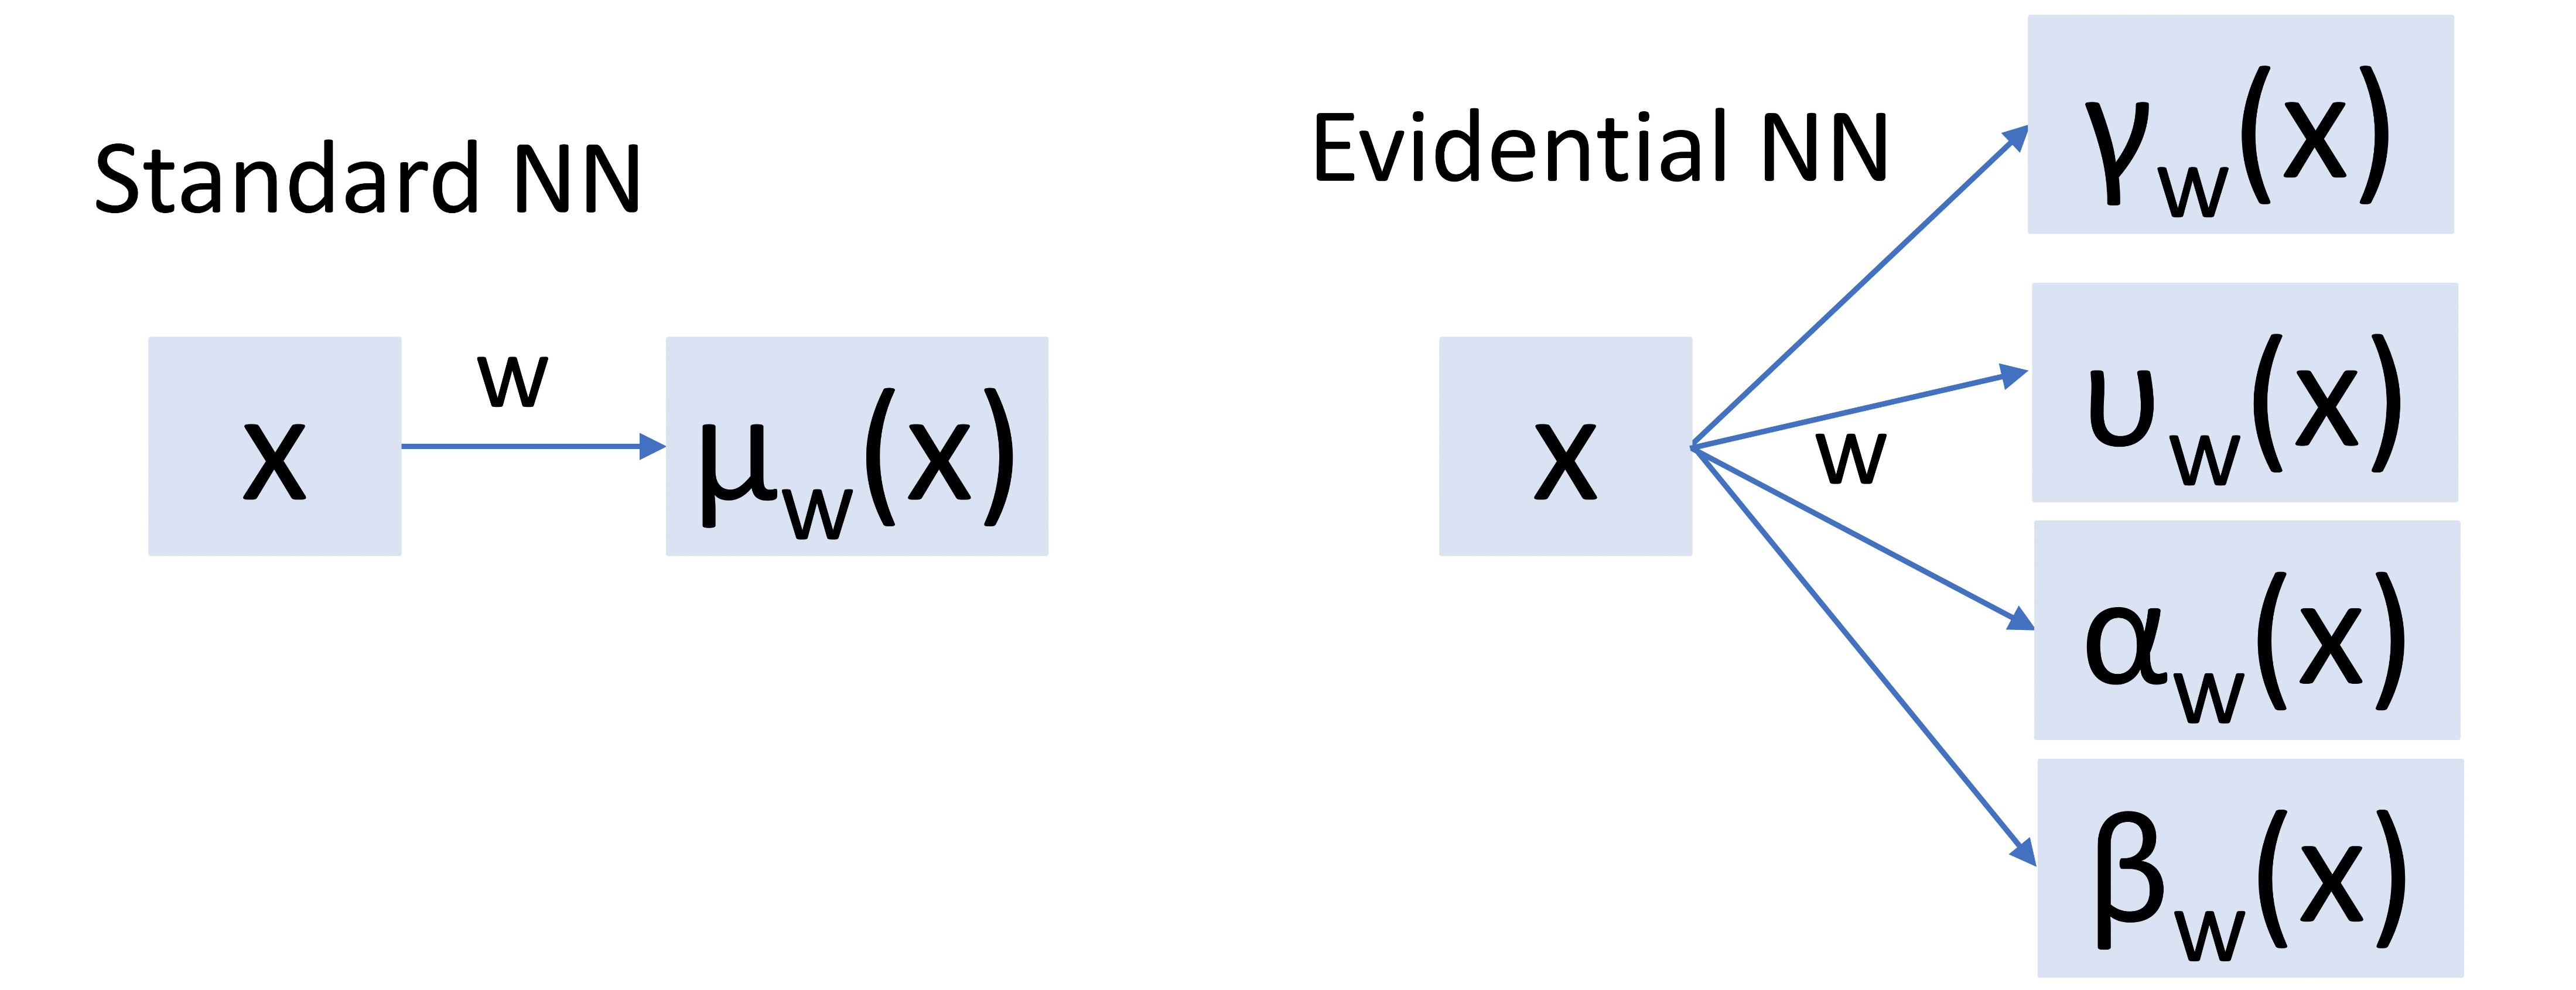 Standard NN
x
w
μw(x)
Evidential NN
x
w
γw(x)
υw(x)
αw(x)
βw(x)